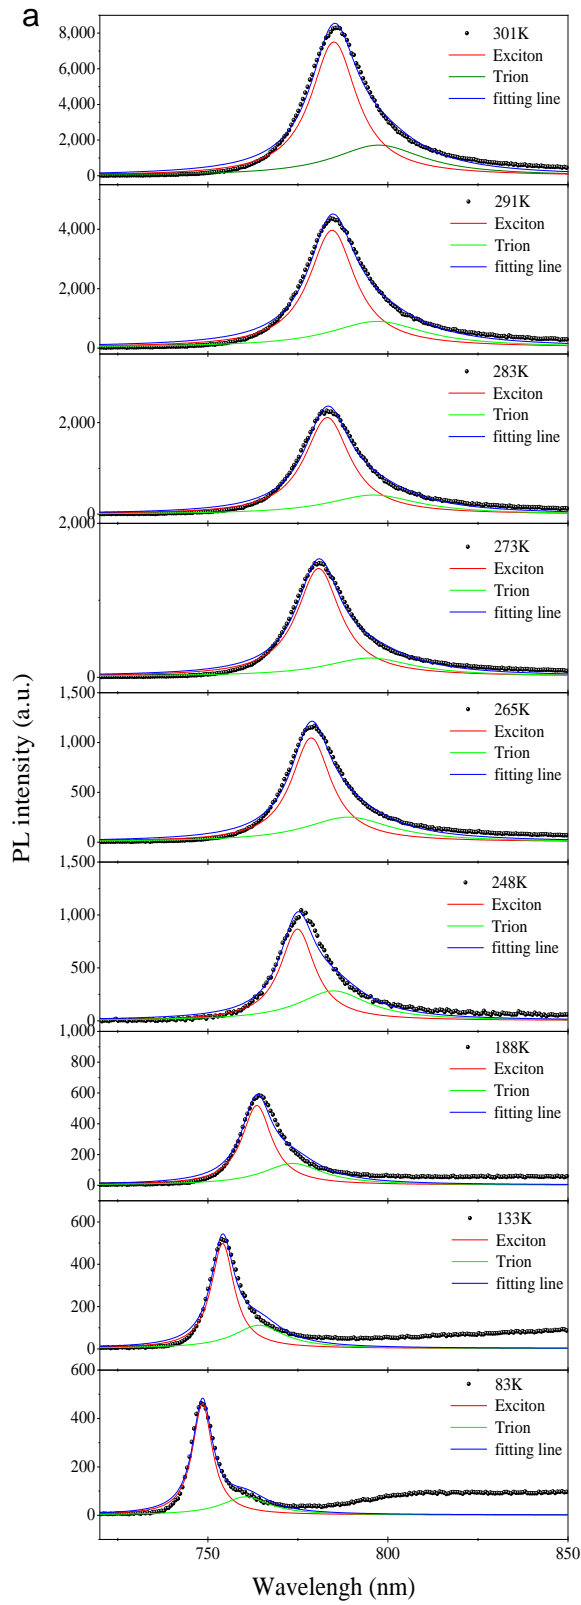 a
PL intensity (a.u.)
301K
Exciton
Trion
fitting line
8,000
6,000
4,000
2,000
0
291K
Exciton
Trion
fitting line
4,000
2,000
0
283K
Exciton
Trion
fitting line
2,000
0
273K
Exciton
Trion
fitting line
2,000
0
265K
Exciton
Trion
fitting line
1,500
1,000
500
0
248K
Exciton
Trion
fitting line
1,500
1,000
500
0
188K
Exciton
Trion
fitting line
1,000
800
600
400
200
0
133K
Exciton
Trion
fitting line
600
400
200
0
83K
Exciton
Trion
fitting line
600
400
200
0
750
800
850
Wavelengh (nm)